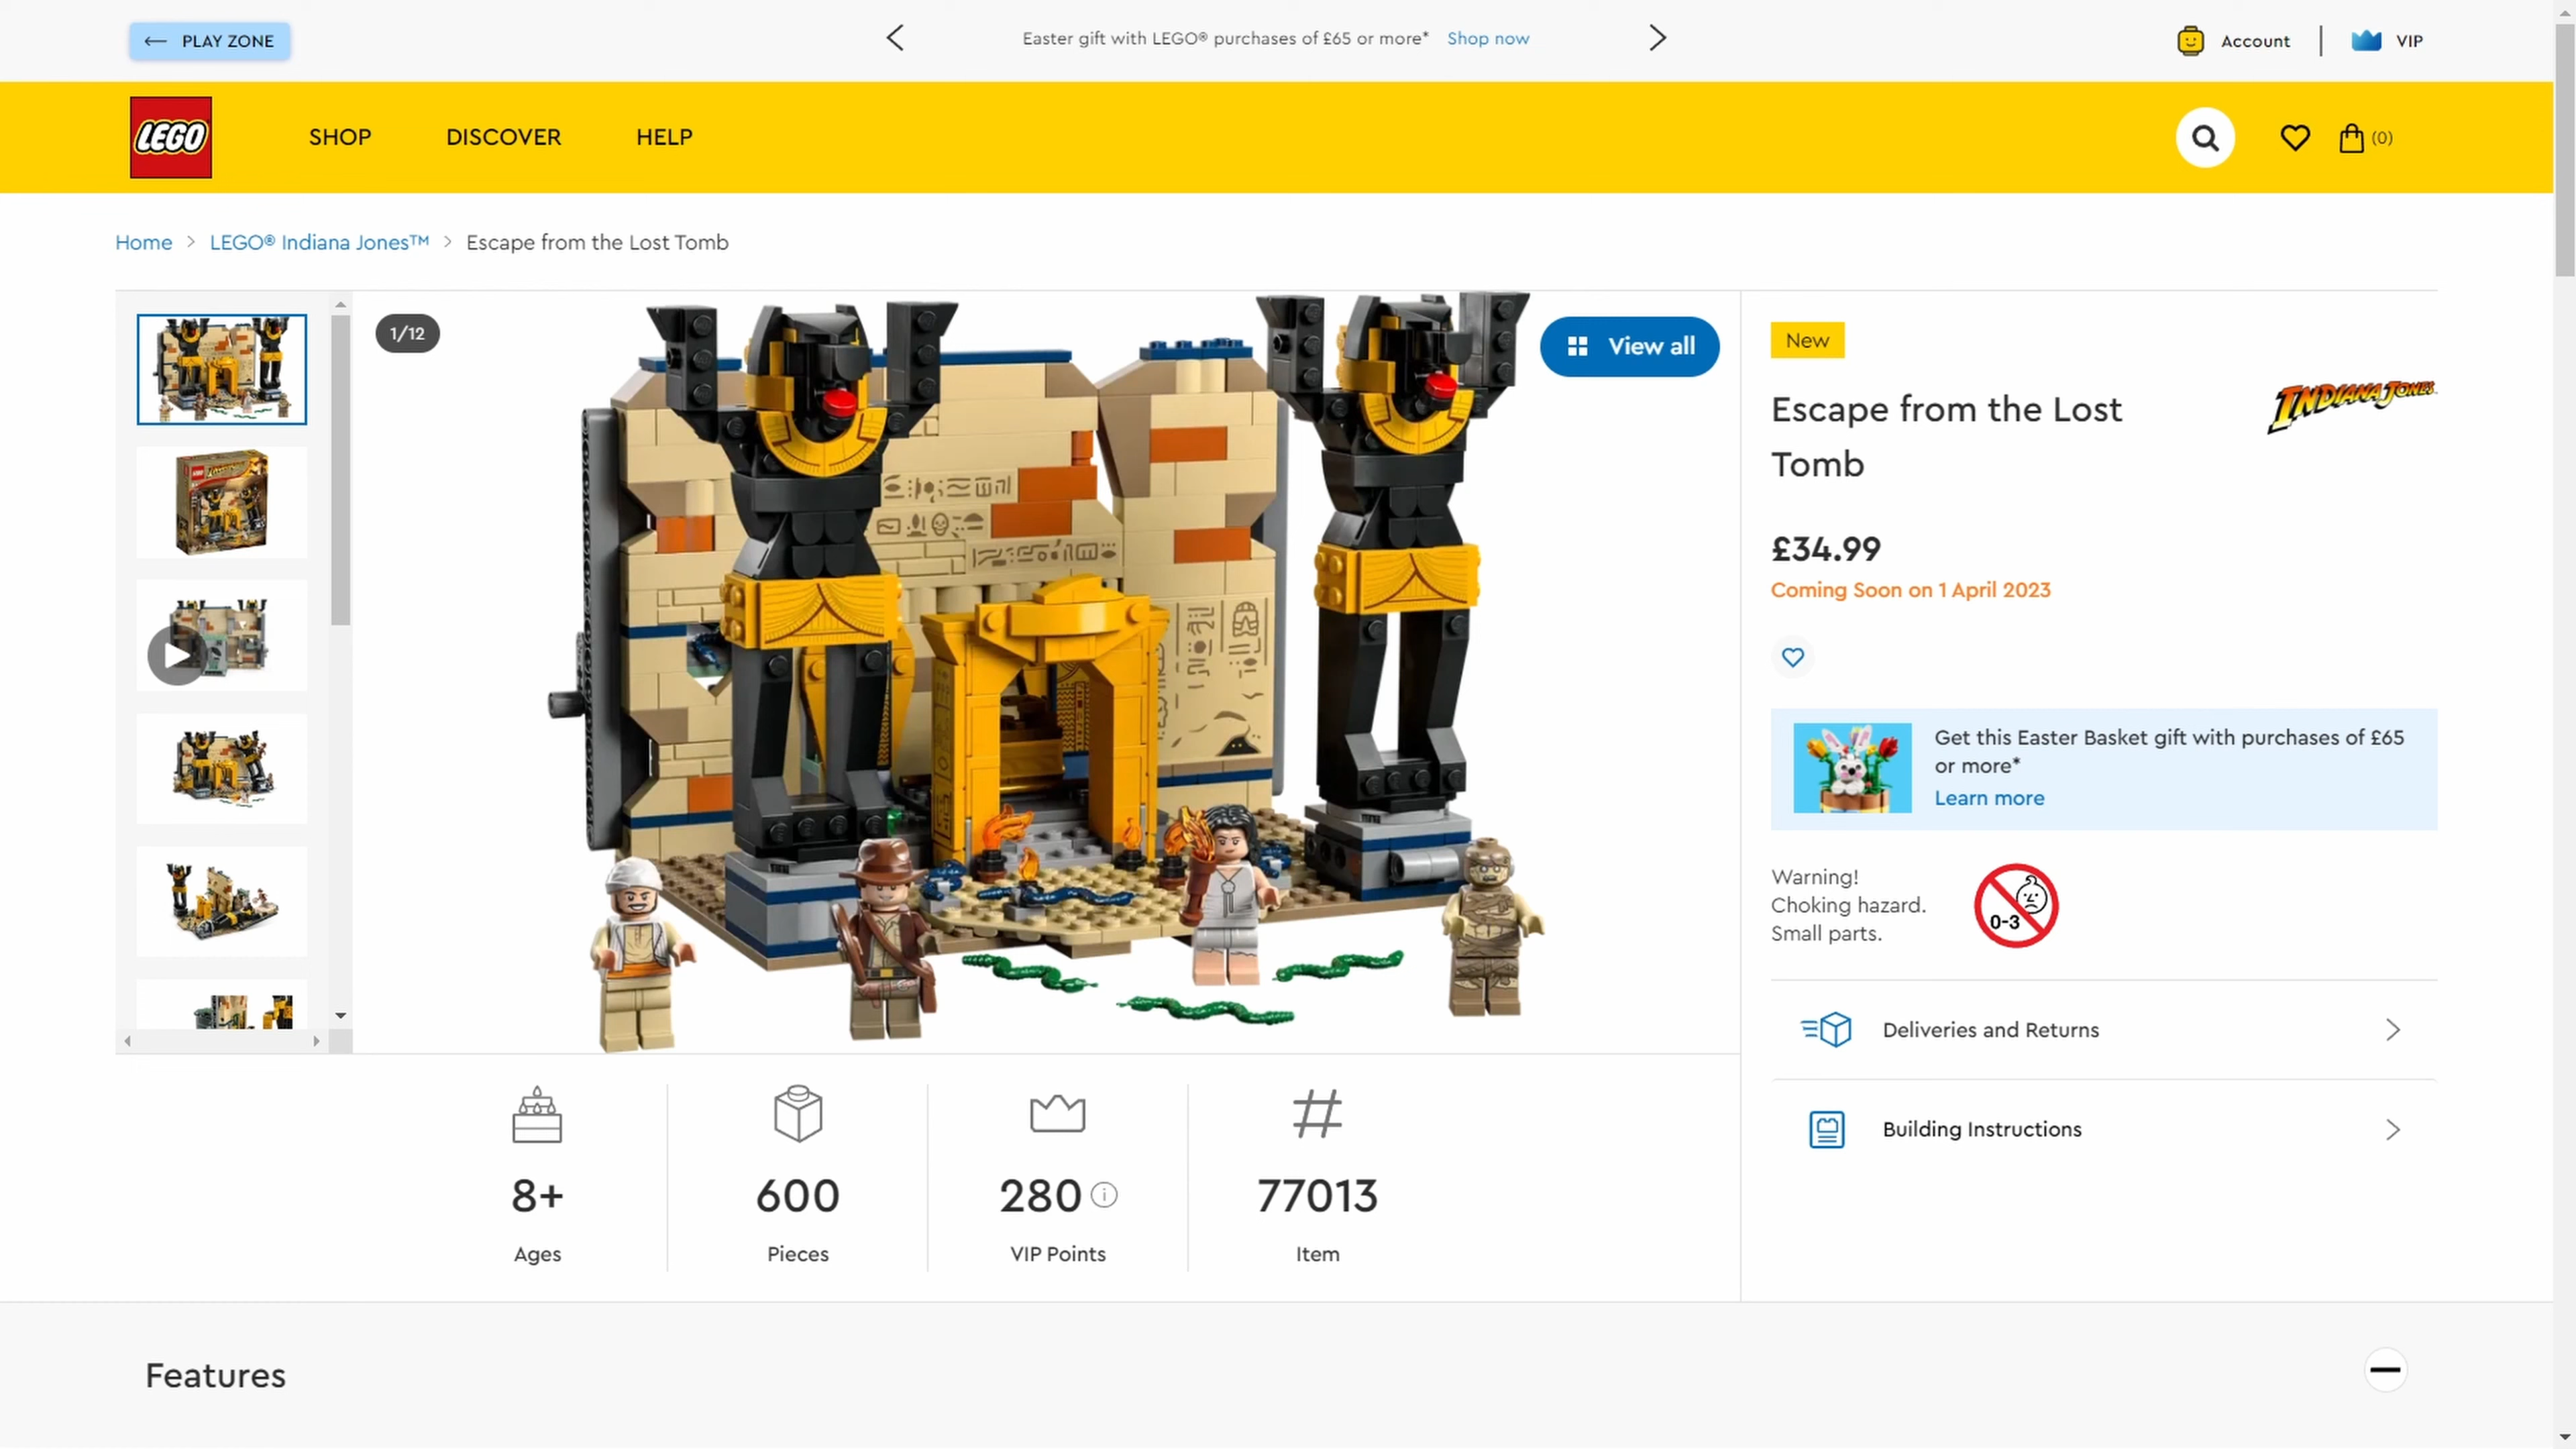 PLAY ZONE
Easter gift with LEGO® purchases of £65 or more* Shop now
Account
VIP
LEGO
SHOP
DISCOVER
HELP
(0)
Home > LEGO® Indiana Jones™ > Escape from the Lost Tomb
1/12
View all
New
INDIANA JONES
Escape from the Lost
Tomb
£34.99
Coming Soon on 1 April 2023
Get this Easter Basket gift with purchases of £65
or more*
Learn more
Warning!
Choking hazard.
Small parts.
0-3
Deliveries and Returns
Building Instructions
8+
Ages
600
Pieces
280
VIP Points
77013
Item
Features